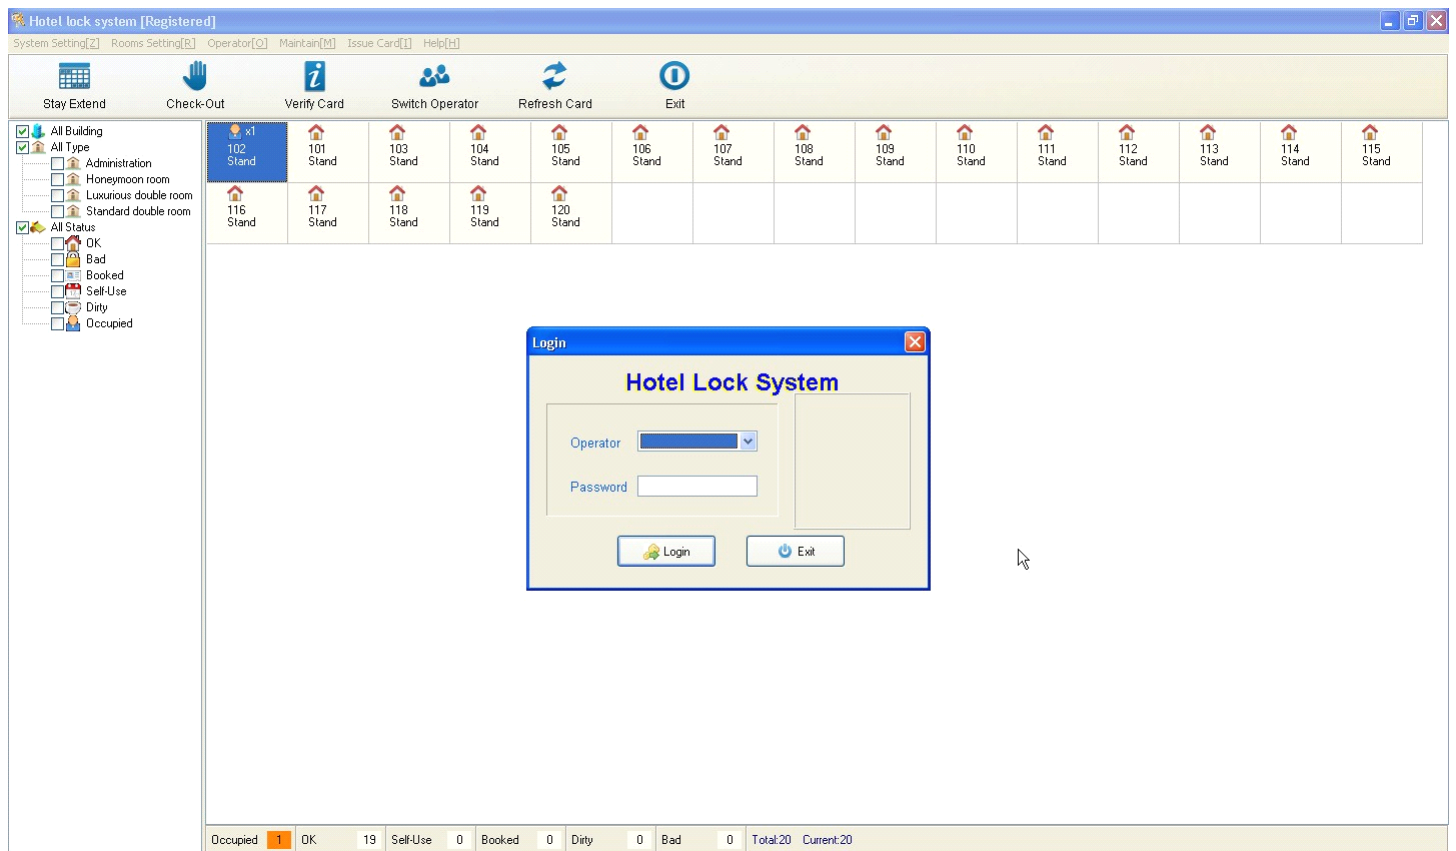 Hotel lock system [Registered]
System Setting[Z] Rooms Setting[R] Operator[O] Maintain[M] Issue Card[I] Help[H]
Stay Extend Check-Out Verify Card Switch Operator Refresh Card Exit
All Building
All Type
Administration
Honeymoon room
Luxurious double room
Standard double room
All Status
OK
Bad
Booked
Self-Use
Dirty
Occupied
x1
102 101 103 104 105 106 107 108 109 110 111 112 113 114 115
Stand Stand Stand Stand Stand Stand Stand Stand Stand Stand Stand Stand Stand Stand Stand
116 117 118 119 120
Stand Stand Stand Stand Stand
Login
Hotel Lock System
Operator
Password
Login Exit
Occupied 1 OK 19 Self-Use 0 Booked 0 Dirty 0 Bad 0 Total:20 Current:20